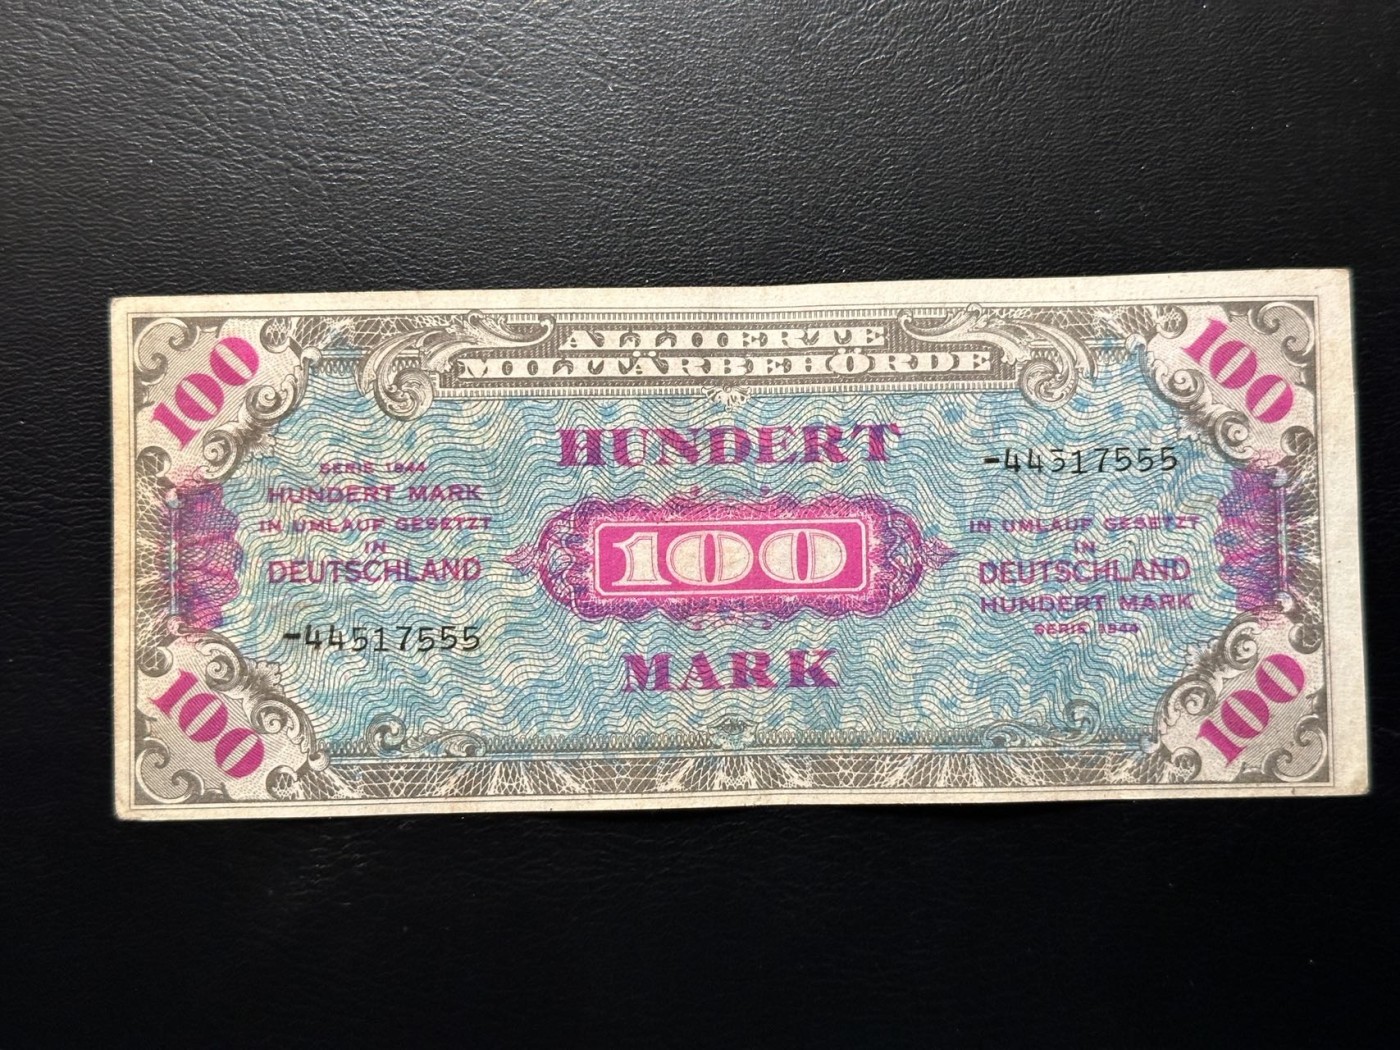 100
ALLIIERTE
MILITÄRBEHÖRDE
100
HUNDERT
-44317555
SERIE 1944
HUNDERT MARK
IN UMLAUF GESETZT
IN
DEUTSCHLAND
100
IN UMLAUF GESETZT
IN
DEUTSCHLAND
HUNDERT MARK
SERIE 1944
-44517555
MARK
100
100